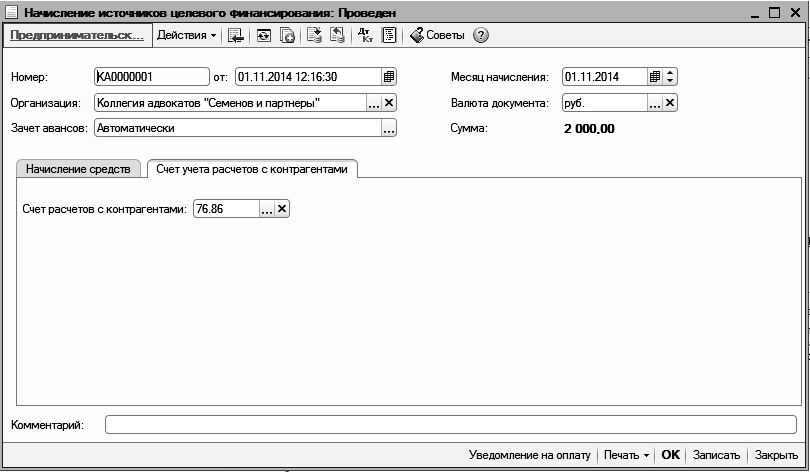 Начисление источников целевого финансирования: Проведен
Предпринимательск... Действия Дт Кт Советы ?
Номер: КА0000001 от: 01.11.2014 12:16:30 Месяц начисления: 01.11.2014
Организация: Коллегия адвокатов "Семенов и партнеры" ... Валюта документа: руб. ...
Зачет авансов: Автоматически ... Сумма: 2 000,00
Начисление средств Счет учета расчетов с контрагентами
Счет расчетов с контрагентами: 76.86 ...
Комментарий:
Уведомление на оплату Печать OK Записать Закрыть